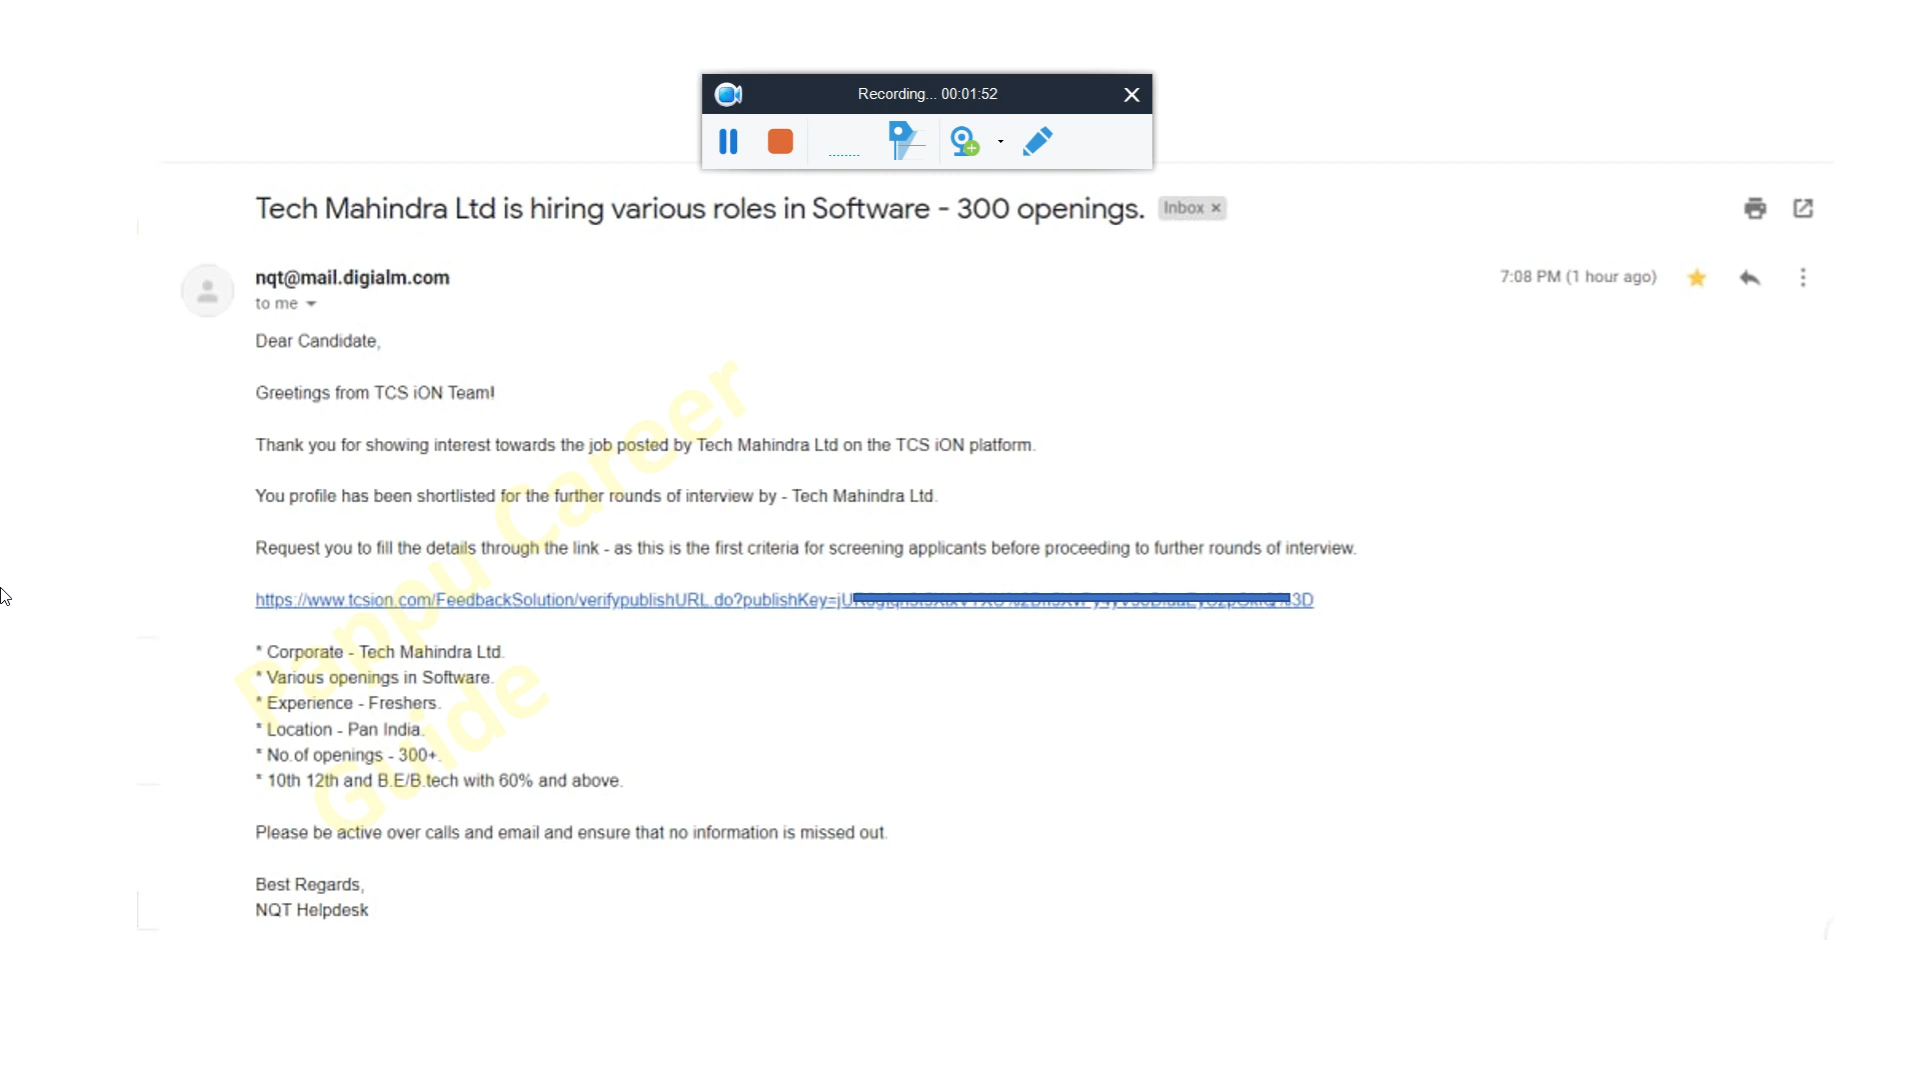 Recording... 00:01:52
Tech Mahindra Ltd is hiring various roles in Software - 300 openings. Inbox ×
nqt@mail.digialm.com 7:08 PM (1 hour ago)
to me
Dear Candidate,
Greetings from TCS iON Team!
Thank you for showing interest towards the job posted by Tech Mahindra Ltd on the TCS iON platform.
You profile has been shortlisted for the further rounds of interview by - Tech Mahindra Ltd.
Request you to fill the details through the link - as this is the first criteria for screening applicants before proceeding to further rounds of interview.
https://www.tcsion.com/FeedbackSolution/verifypublishURL.do?publishKey=jU
* Corporate - Tech Mahindra Ltd.
* Various openings in Software.
* Experience - Freshers.
* Location - Pan India.
* No.of openings - 300+.
* 10th 12th and B.E/B.tech with 60% and above.
Please be active over calls and email and ensure that no information is missed out.
Best Regards,
NQT Helpdesk
Pappu Career
Guide